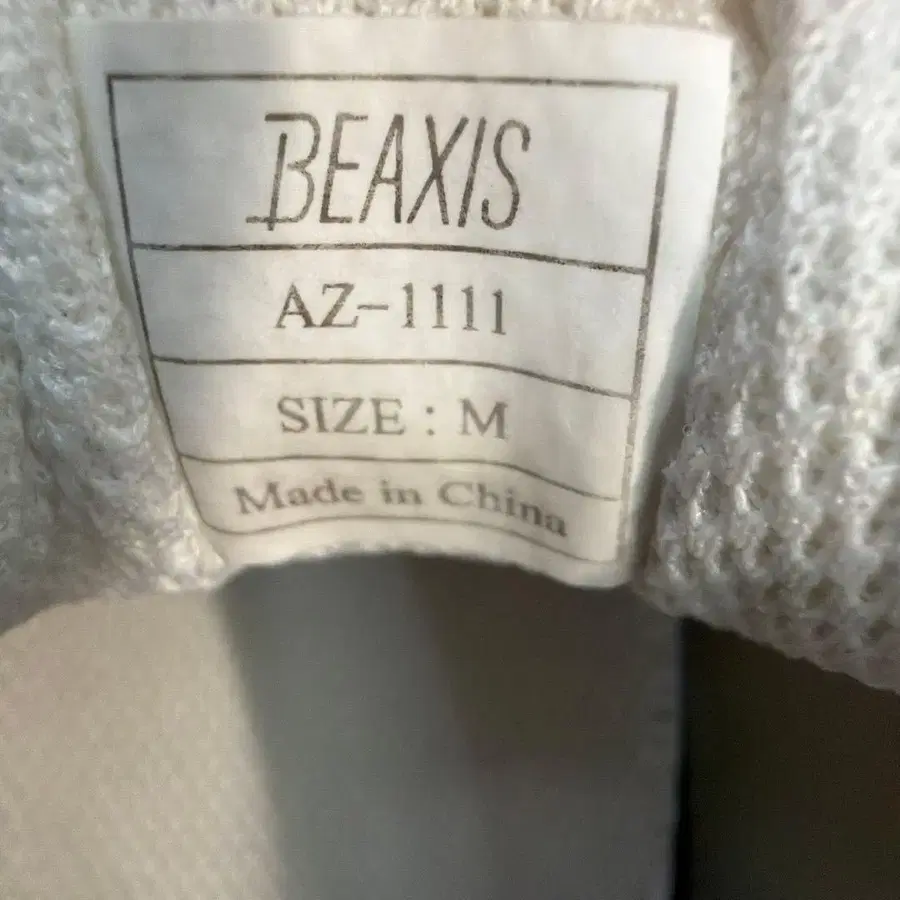 BEAXIS
AZ-1111
SIZE : M
Made in China